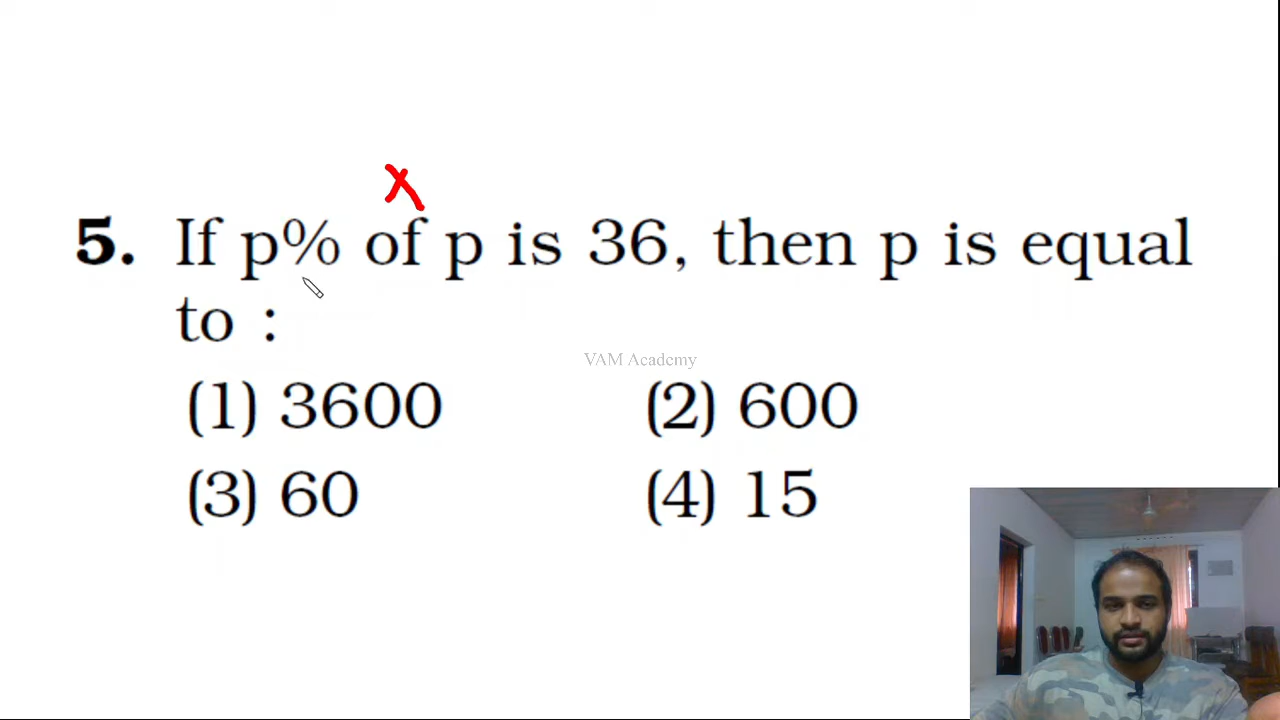 x
5. If p% of p is 36, then p is equal
to :
(1) 3600 (2) 600
VAM Academy
(3) 60 (4) 15